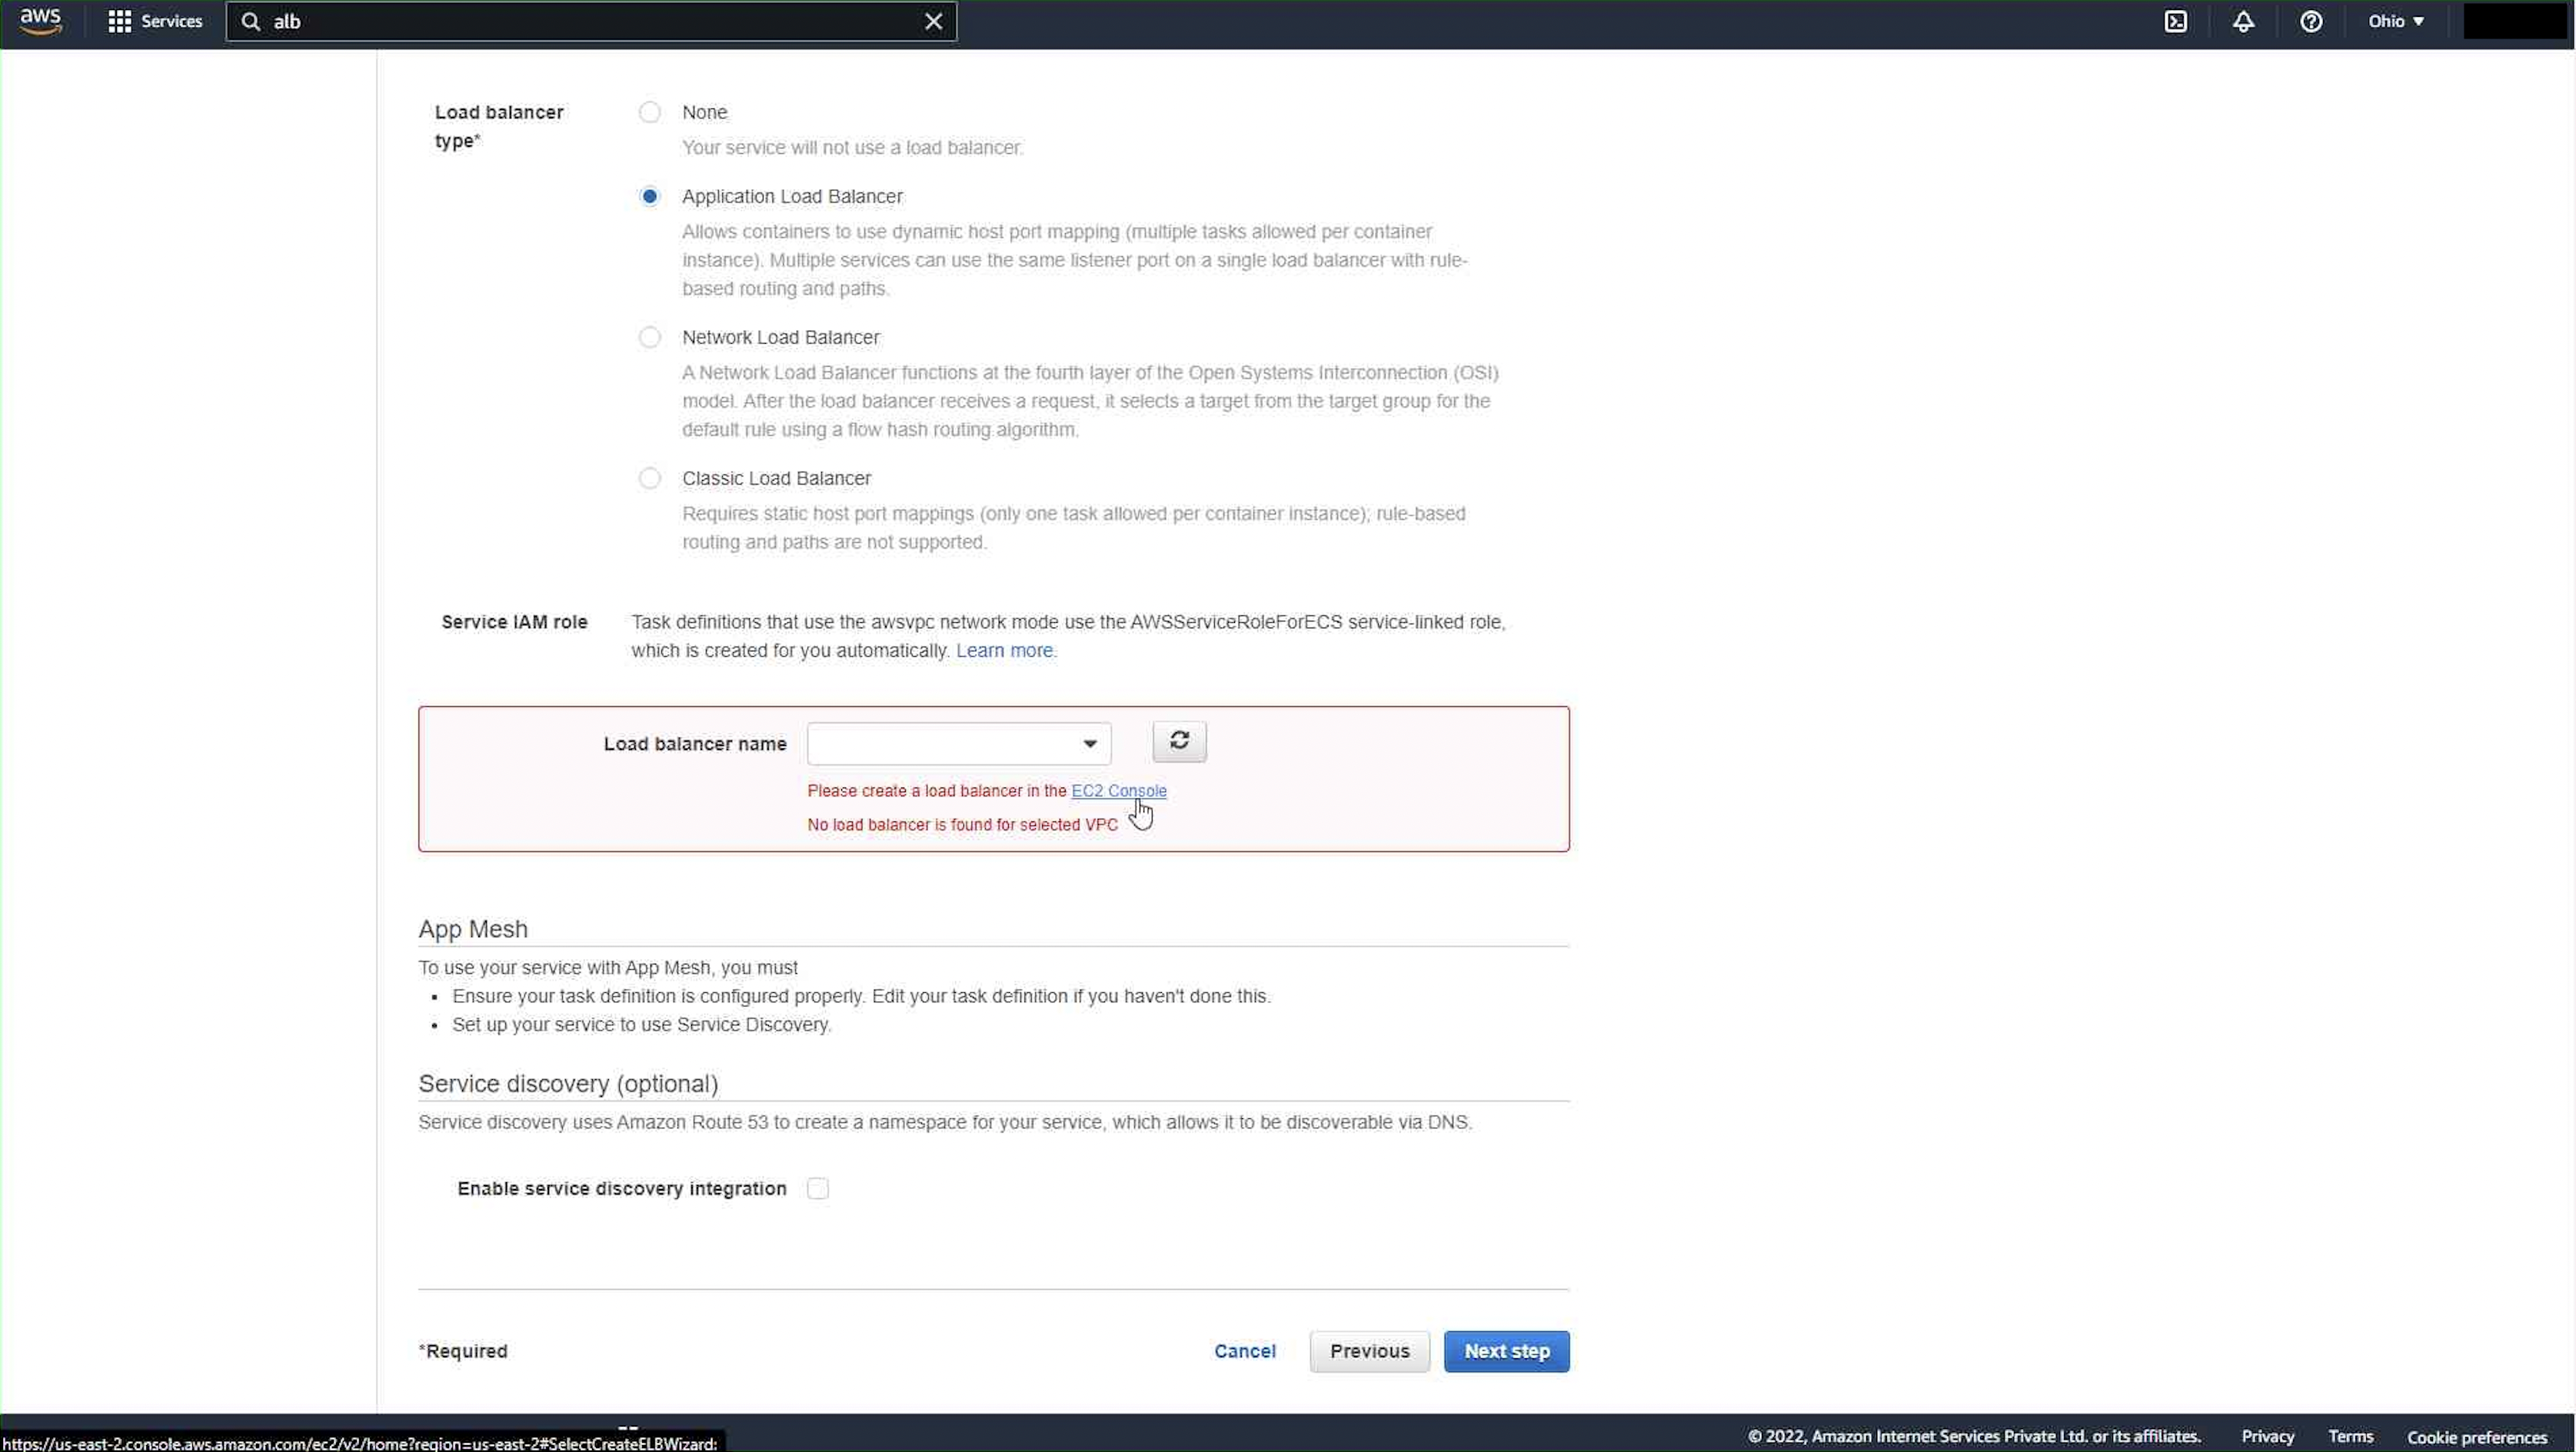 aws
Services
alb
Ohio
Load balancer
type*
None
Your service will not use a load balancer.
Application Load Balancer
Allows containers to use dynamic host port mapping (multiple tasks allowed per container
instance). Multiple services can use the same listener port on a single load balancer with rule-
based routing and paths.
Network Load Balancer
A Network Load Balancer functions at the fourth layer of the Open Systems Interconnection (OSI)
model. After the load balancer receives a request, it selects a target from the target group for the
default rule using a flow hash routing algorithm.
Classic Load Balancer
Requires static host port mappings (only one task allowed per container instance); rule-based
routing and paths are not supported.
Service IAM role
Task definitions that use the awsvpc network mode use the AWSServiceRoleForECS service-linked role,
which is created for you automatically. Learn more.
Load balancer name
Please create a load balancer in the EC2 Console
No load balancer is found for selected VPC
App Mesh
To use your service with App Mesh, you must
• Ensure your task definition is configured properly. Edit your task definition if you haven't done this.
• Set up your service to use Service Discovery.
Service discovery (optional)
Service discovery uses Amazon Route 53 to create a namespace for your service, which allows it to be discoverable via DNS.
Enable service discovery integration
*Required
Cancel
Previous
Next step
https://us-east-2.console.aws.amazon.com/ec2/v2/home?region=us-east-2#SelectCreateELBWizard:
© 2022, Amazon Internet Services Private Ltd. or its affiliates.
Privacy
Terms
Cookie preferences